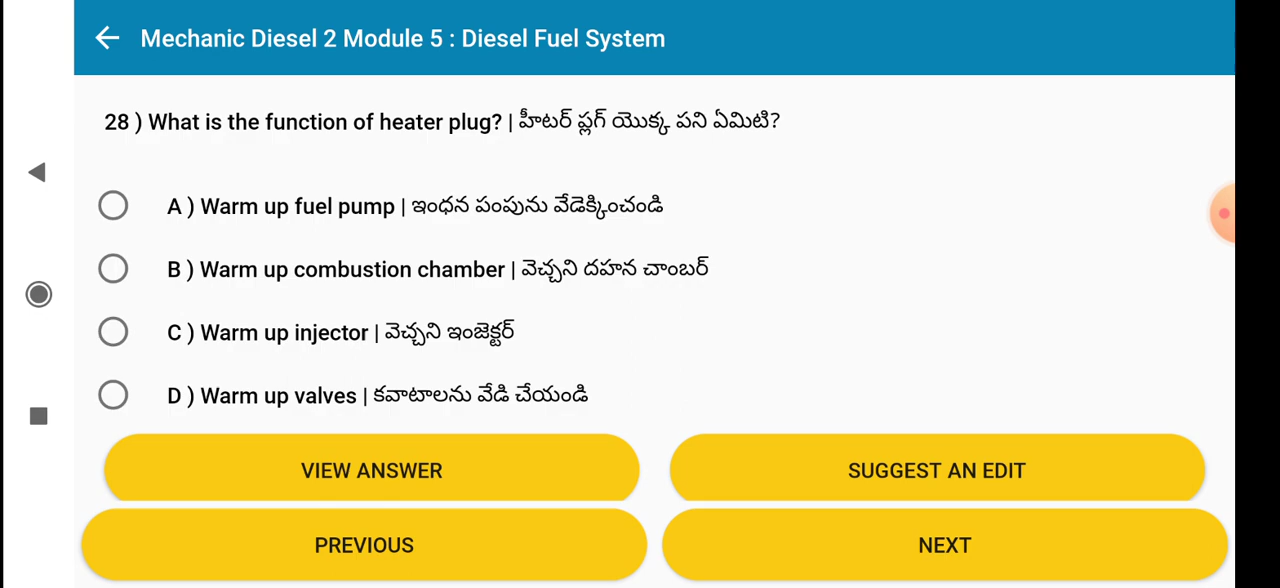 Mechanic Diesel 2 Module 5 : Diesel Fuel System
28 ) What is the function of heater plug? | హీటర్ ప్లగ్ యొక్క పని ఏమిటి?
A ) Warm up fuel pump | ఇంధన పంపును వేడెక్కించండి
B ) Warm up combustion chamber | వెచ్చని దహన చాంబర్
C ) Warm up injector | వెచ్చని ఇంజెక్టర్
D ) Warm up valves | కవాటాలను వేడి చేయండి
VIEW ANSWER
SUGGEST AN EDIT
PREVIOUS
NEXT